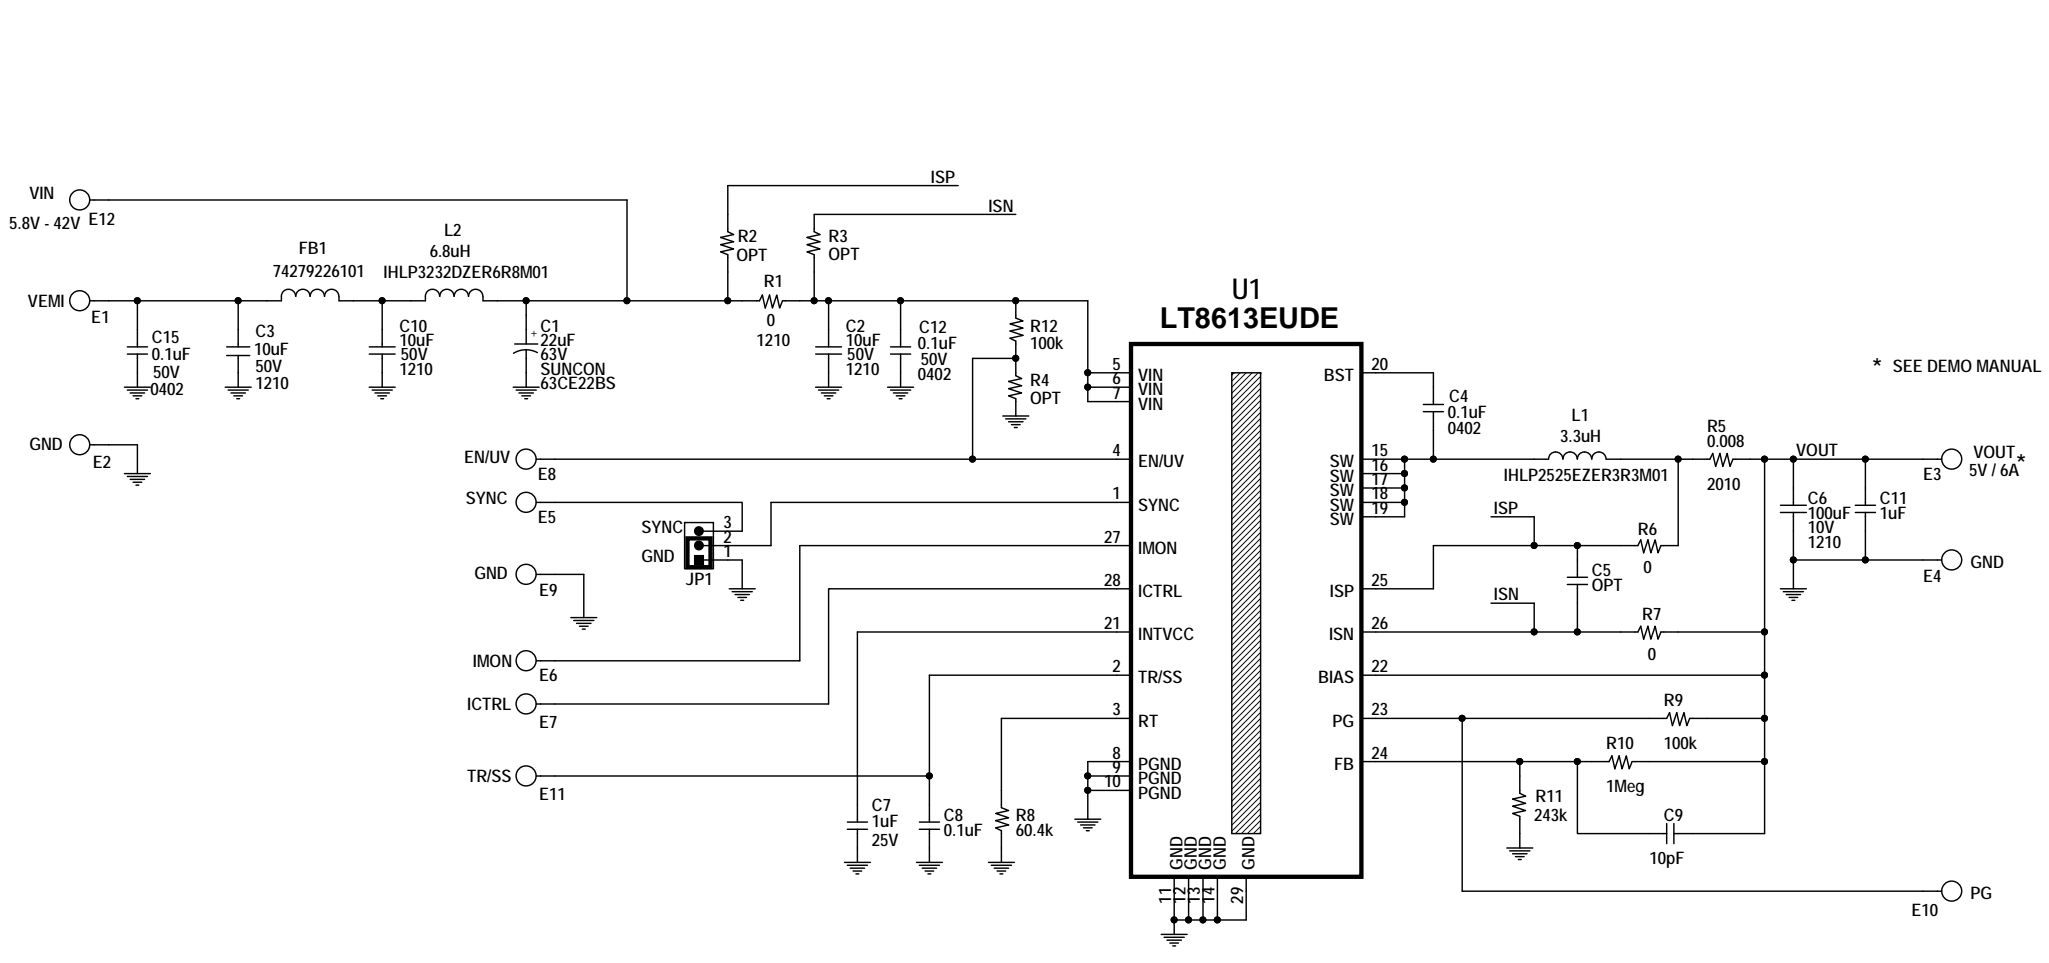 ISP
VIN
5.8V - 42V
E12
ISN
L2
6.8uH
IHLP3232DZER6R8M01
FB1
74279226101
R2
OPT
R3
OPT
R1
0
1210
VEMI
E1
C15
0.1uF
50V
0402
C3
10uF
50V
1210
C10
10uF
50V
1210
+
C1
22uF
63V
SUNCON
63CE22BS
C2
10uF
50V
1210
C12
0.1uF
50V
0402
R12
100k
R4
OPT
U1
LT8613EUDE
* SEE DEMO MANUAL
GND
E2
EN/UV
E8
SYNC
E5
SYNC
GND
3
2
1
JP1
GND
E9
IMON
E6
ICTRL
E7
TR/SS
E11
5
6
7
VIN
VIN
VIN
4
EN/UV
1
SYNC
27
IMON
28
ICTRL
21
INTVCC
2
TR/SS
3
RT
8
9
10
PGND
PGND
PGND
C7
1uF
25V
C8
0.1uF
R8
60.4k
GND
GND
GND
GND
GND
11
12
13
14
29
BST
20
C4
0.1uF
0402
SW
SW
SW
SW
SW
15
16
17
18
19
L1
3.3uH
IHLP2525EZER3R3M01
R5
0.008
2010
VOUT
VOUT
5V / 6A*
E3
C6
100uF
10V
1210
C11
1uF
E4
GND
ISP
R6
0
C5
OPT
ISP
25
ISN
R7
0
ISN
26
BIAS
22
PG
23
R9
100k
FB
24
R10
1Meg
R11
243k
C9
10pF
E10
PG